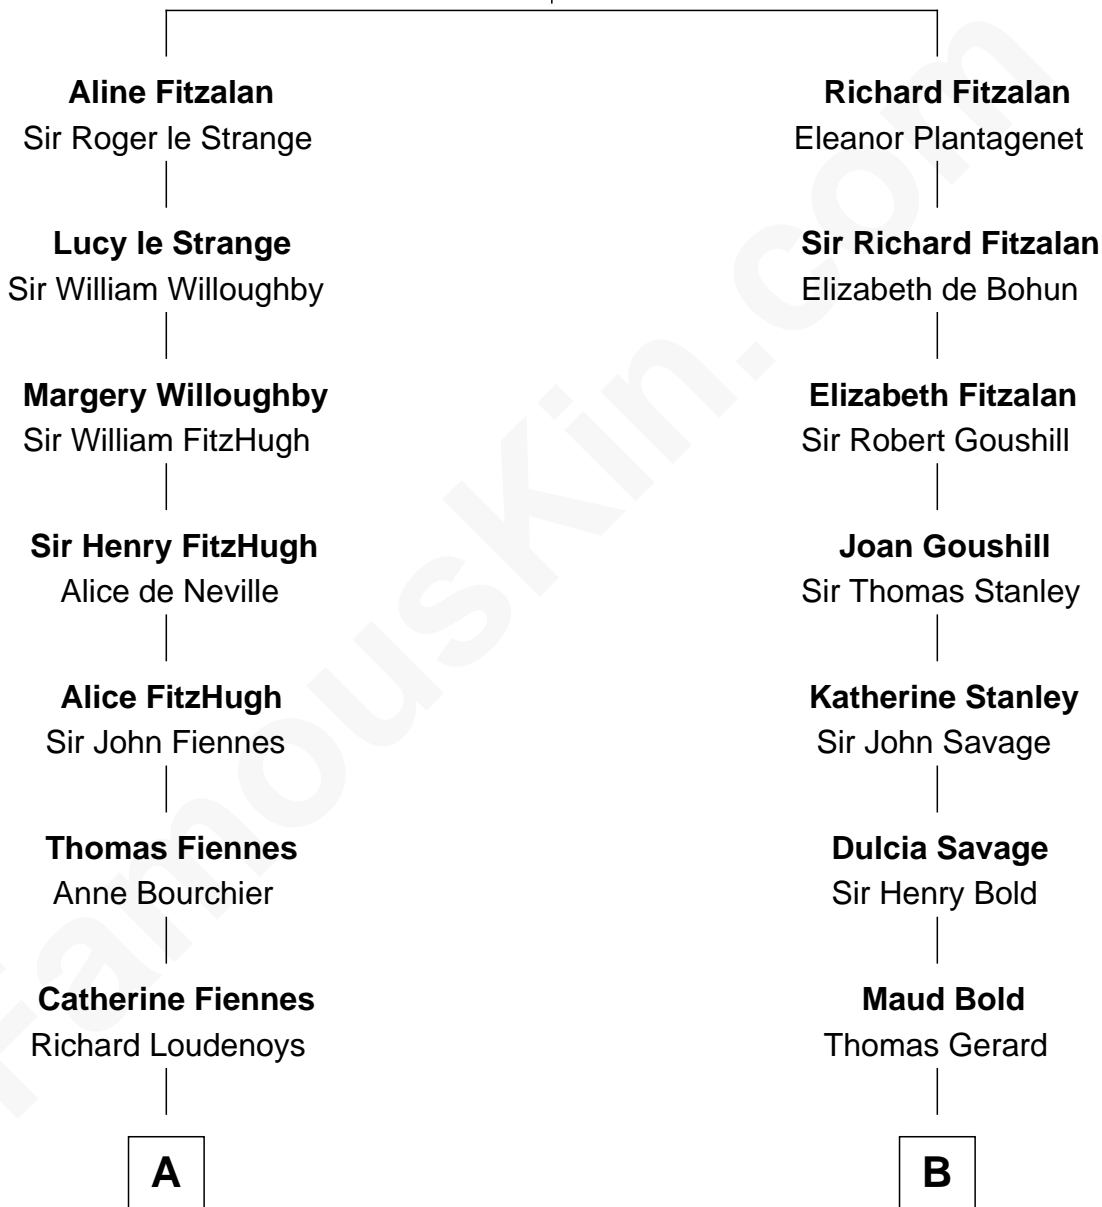 Aline Fitzalan
Sir Roger le Strange
Lucy le Strange
Sir William Willoughby
Margery Willoughby
Sir William FitzHugh
Sir Henry FitzHugh
Alice de Neville
Alice FitzHugh
Sir John Fiennes
Thomas Fiennes
Anne Bourchier
Catherine Fiennes
Richard Loudenoys
A
Richard Fitzalan
Eleanor Plantagenet
Sir Richard Fitzalan
Elizabeth de Bohun
Elizabeth Fitzalan
Sir Robert Goushill
Joan Goushill
Sir Thomas Stanley
Katherine Stanley
Sir John Savage
Dulcia Savage
Sir Henry Bold
Maud Bold
Thomas Gerard
B
FamousKin.com